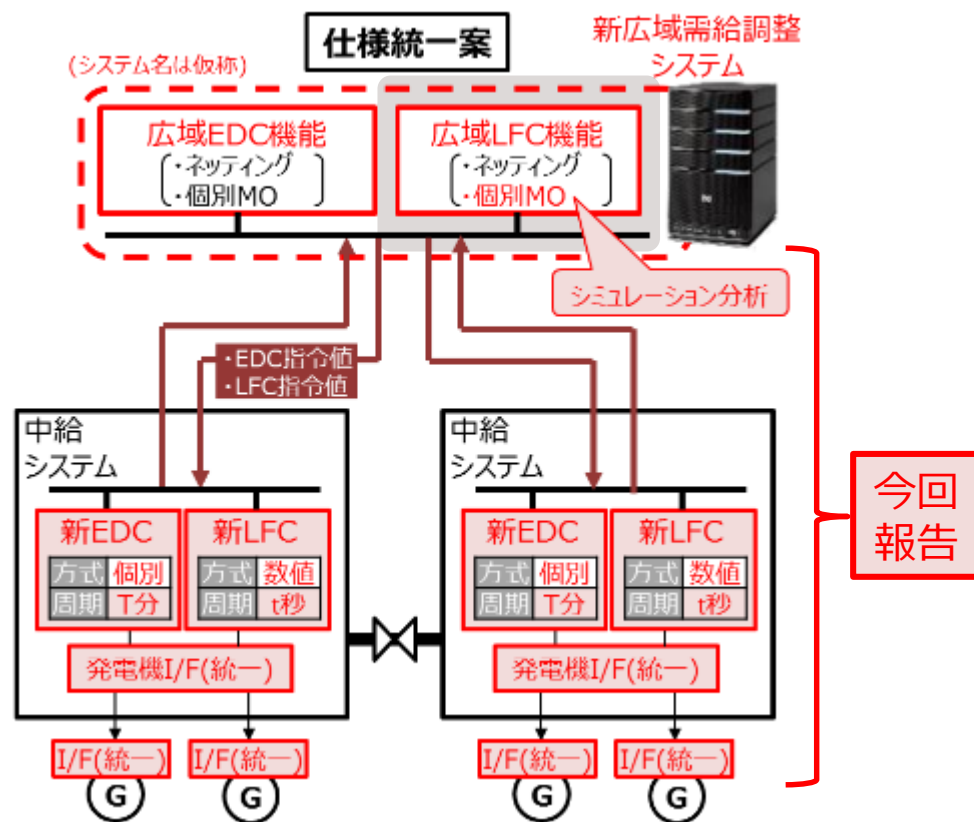 仕様統一案
新広域需給調整
システム
(システム名は仮称)
広域EDC機能
・ネッティング
・個別MO
広域LFC機能
・ネッティング
・個別MO
シミュレーション分析
・EDC指令値
・LFC指令値
中給
システム
新EDC
方式 個別
周期 T分
新LFC
方式 数値
周期 t秒
発電機I/F(統一)
I/F(統一)
I/F(統一)
G
G
中給
システム
新EDC
方式 個別
周期 T分
新LFC
方式 数値
周期 t秒
発電機I/F(統一)
I/F(統一)
I/F(統一)
G
G
今回
報告